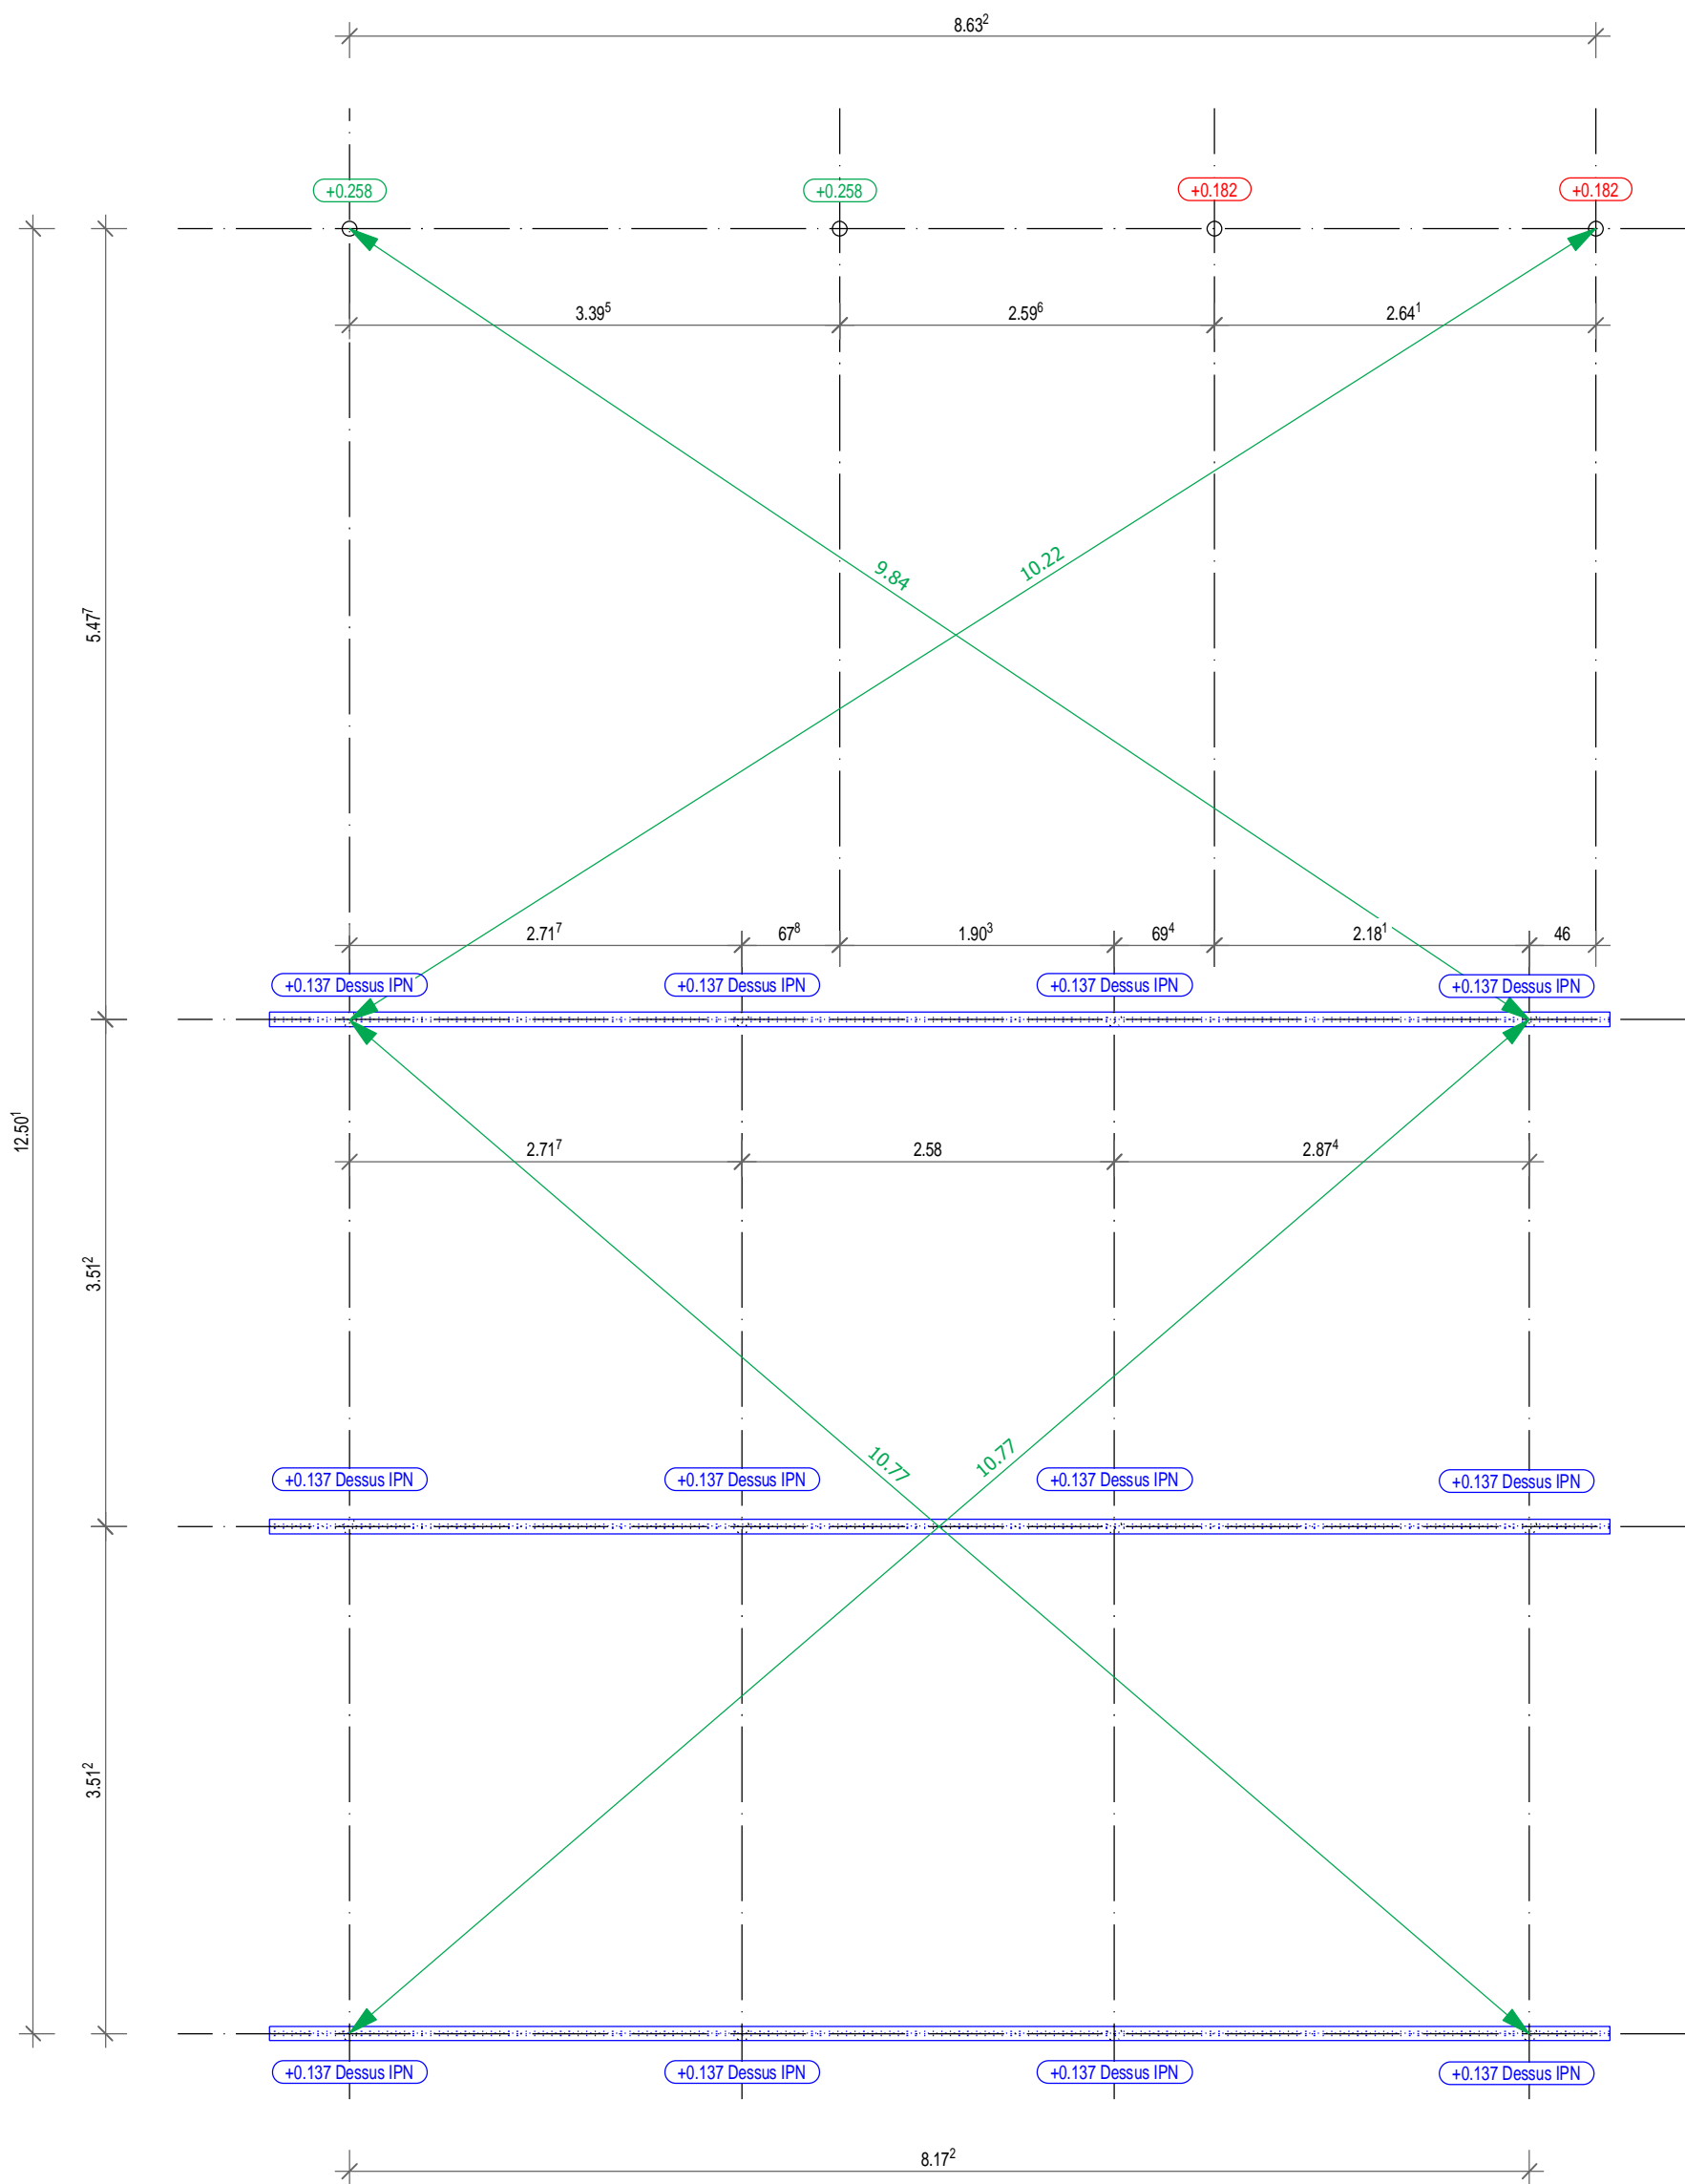 8.63²
+0.258 +0.258 +0.182 +0.182
3.39⁵ 2.59⁶ 2.64¹
9.84 10.22
5.47⁷
2.71⁷ 67⁸ 1.90³ 69⁴ 2.18¹ 46
+0.137 Dessus IPN +0.137 Dessus IPN +0.137 Dessus IPN +0.137 Dessus IPN
12.50¹
2.71⁷ 2.58 2.87⁴
3.51²
10.77 10.77
+0.137 Dessus IPN +0.137 Dessus IPN +0.137 Dessus IPN +0.137 Dessus IPN
3.51²
+0.137 Dessus IPN +0.137 Dessus IPN +0.137 Dessus IPN +0.137 Dessus IPN
8.17²